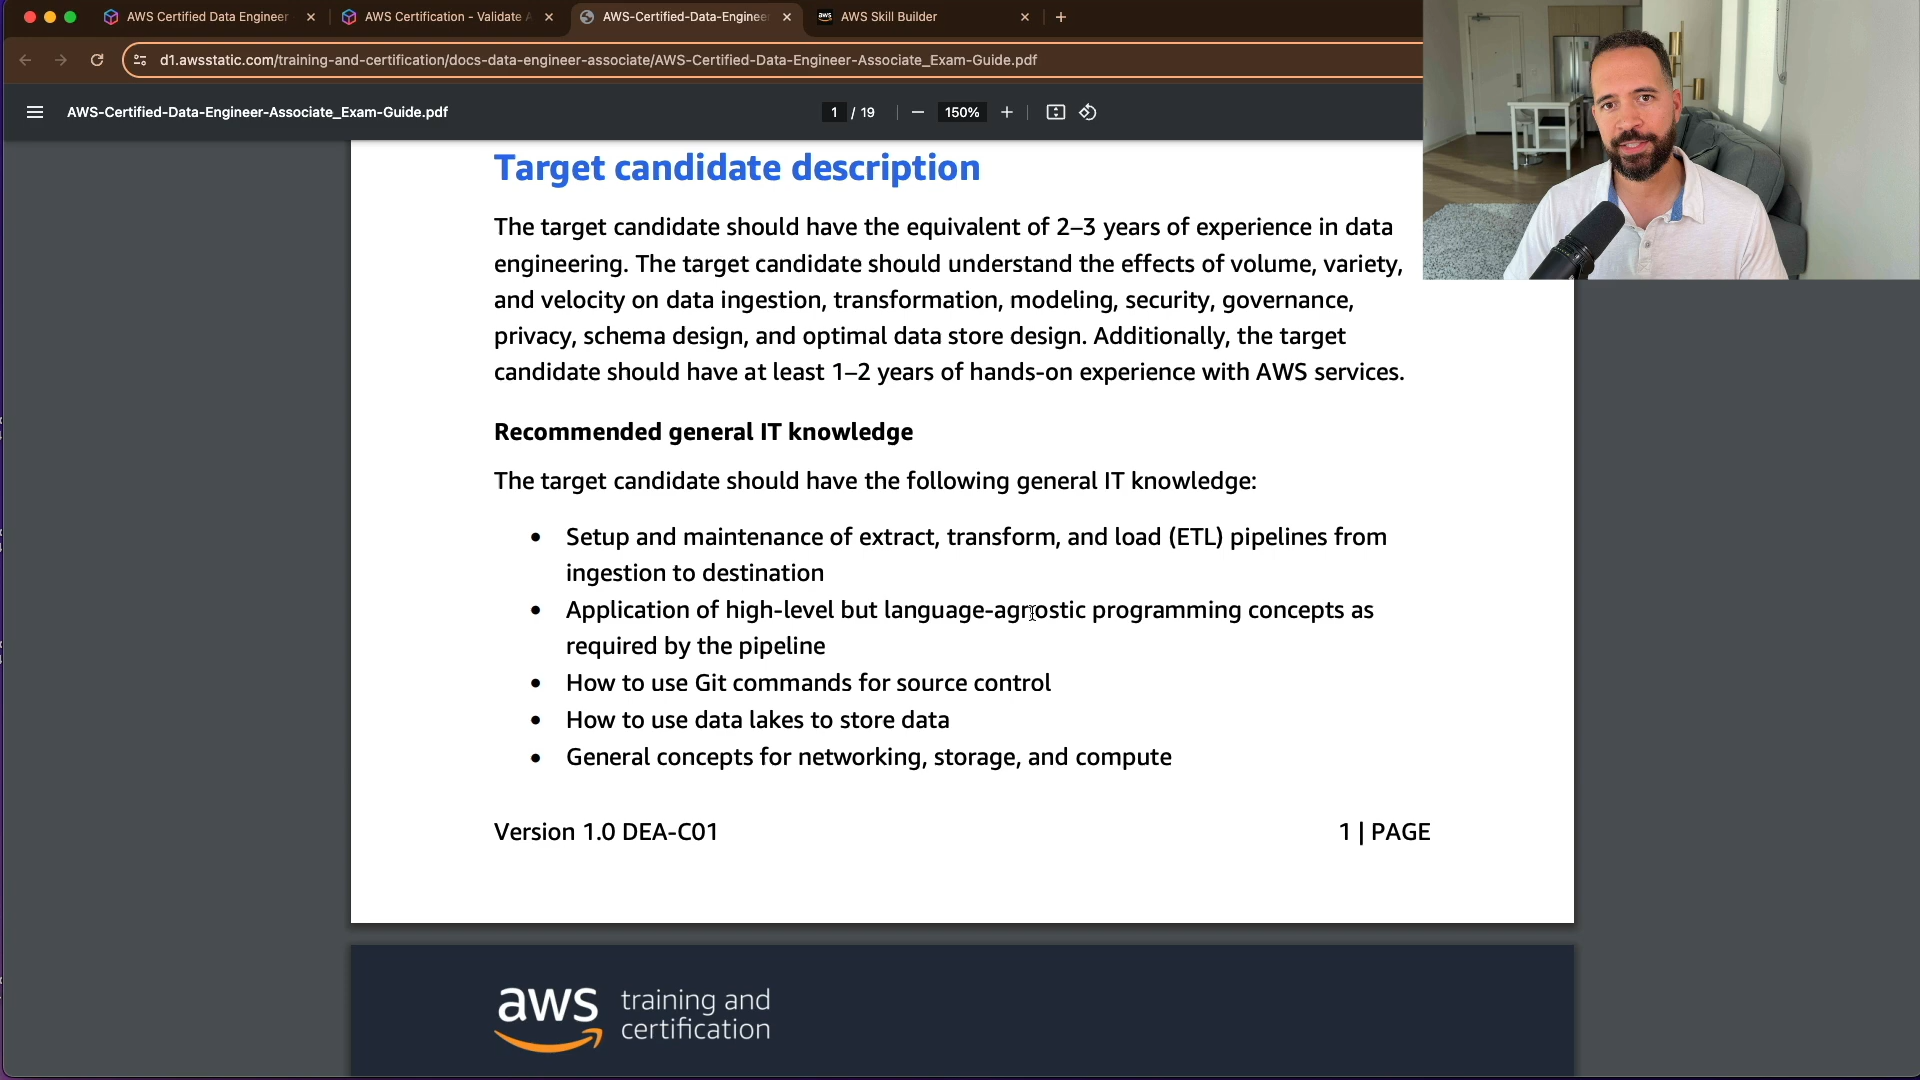 AWS Certified Data Engineer
AWS Certification - Validate A
AWS-Certified-Data-Enginee
aws
AWS Skill Builder
d1.awsstatic.com/training-and-certification/docs-data-engineer-associate/AWS-Certified-Data-Engineer-Associate_Exam-Guide.pdf
AWS-Certified-Data-Engineer-Associate_Exam-Guide.pdf
1 / 19
150%
Target candidate description
The target candidate should have the equivalent of 2–3 years of experience in data
engineering. The target candidate should understand the effects of volume, variety,
and velocity on data ingestion, transformation, modeling, security, governance,
privacy, schema design, and optimal data store design. Additionally, the target
candidate should have at least 1–2 years of hands-on experience with AWS services.
Recommended general IT knowledge
The target candidate should have the following general IT knowledge:
• Setup and maintenance of extract, transform, and load (ETL) pipelines from
ingestion to destination
• Application of high-level but language-agnostic programming concepts as
required by the pipeline
• How to use Git commands for source control
• How to use data lakes to store data
• General concepts for networking, storage, and compute
Version 1.0 DEA-C01
1 | PAGE
aws training and
certification